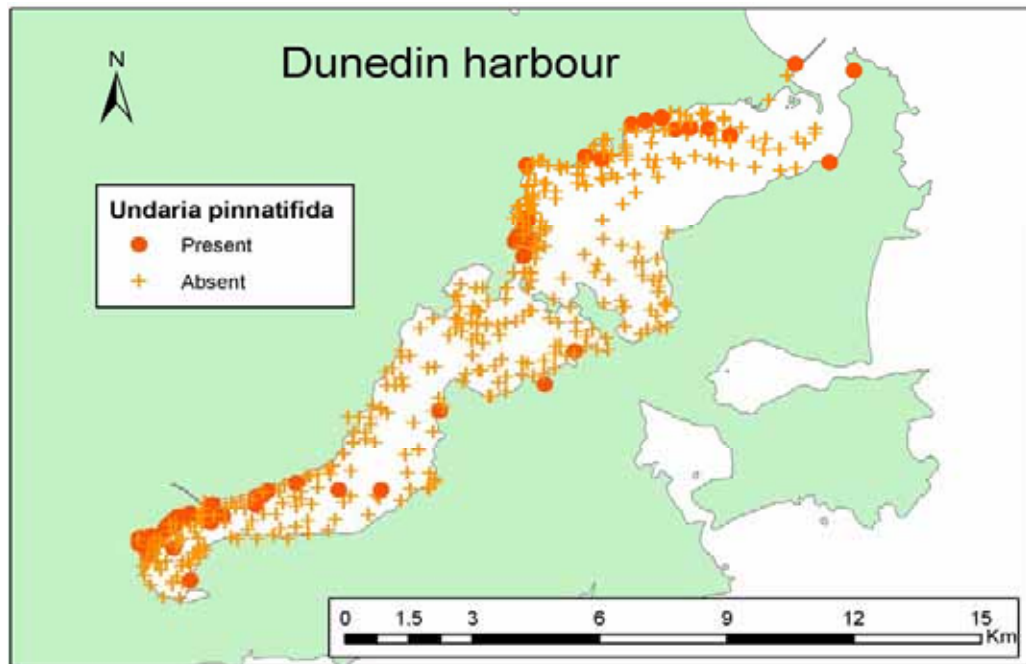 Dunedin harbour
N
Undaria pinnatifida
Present
Absent
0 1.5 3 6 9 12 15
Km